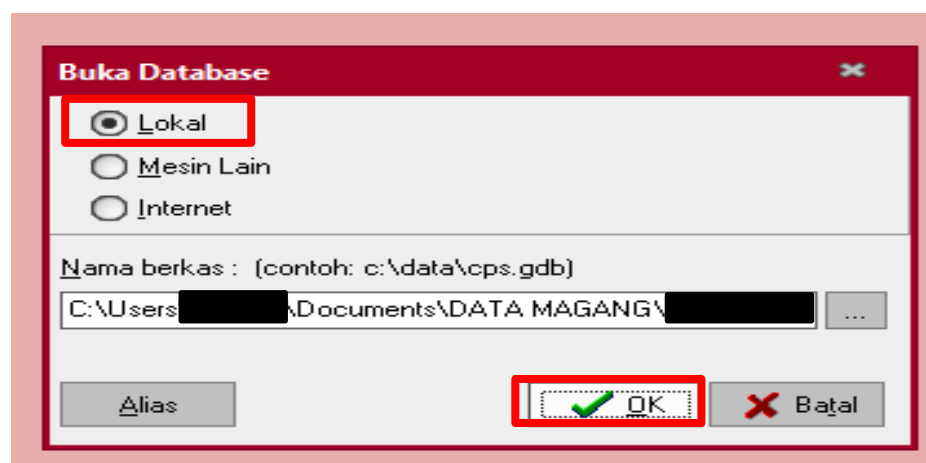 Buka Database
Lokal
Mesin Lain
Internet
Nama berkas : (contoh: c:\data\cps.gdb)
C:\Users \Documents\DATA MAGANG\ ...
Alias OK Batal